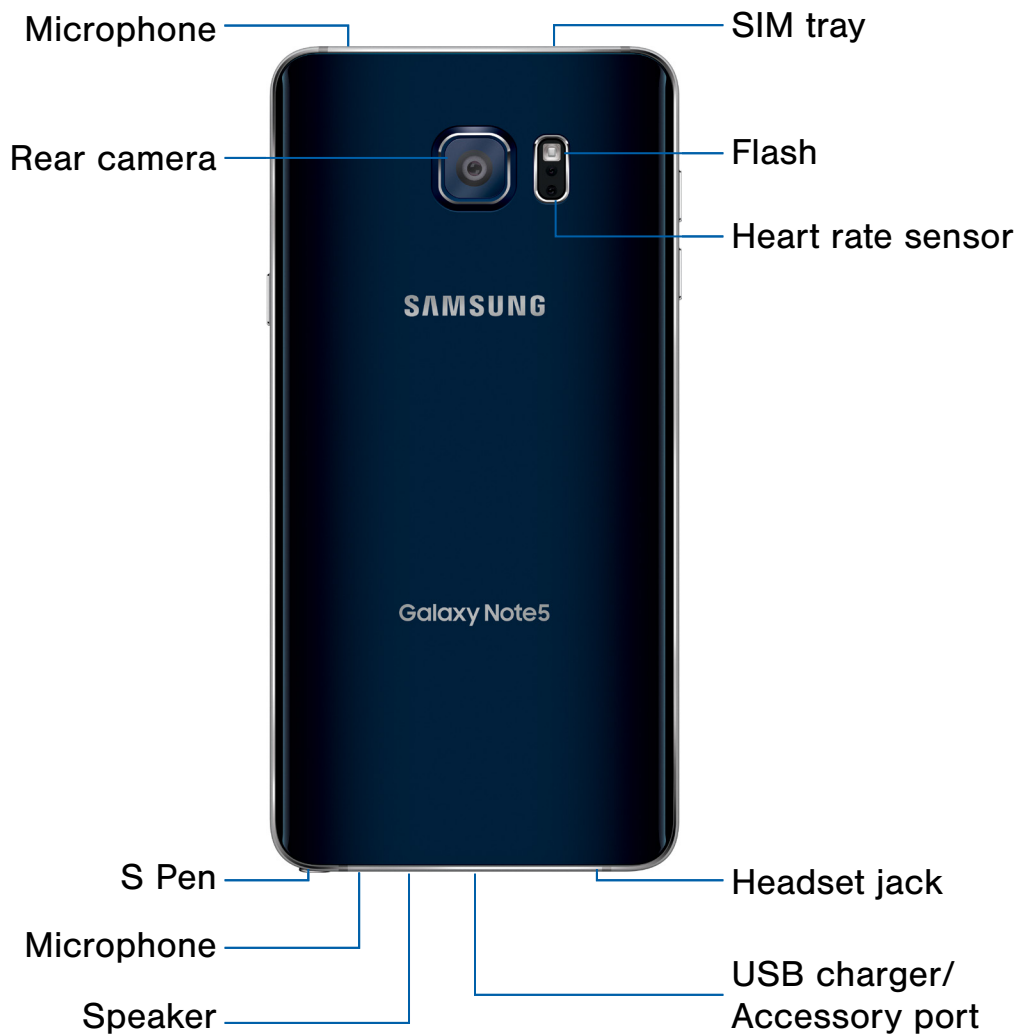 Microphone
SIM tray
Rear camera
Flash
Heart rate sensor
SAMSUNG
Galaxy Note5
S Pen
Headset jack
Microphone
USB charger/
Accessory port
Speaker